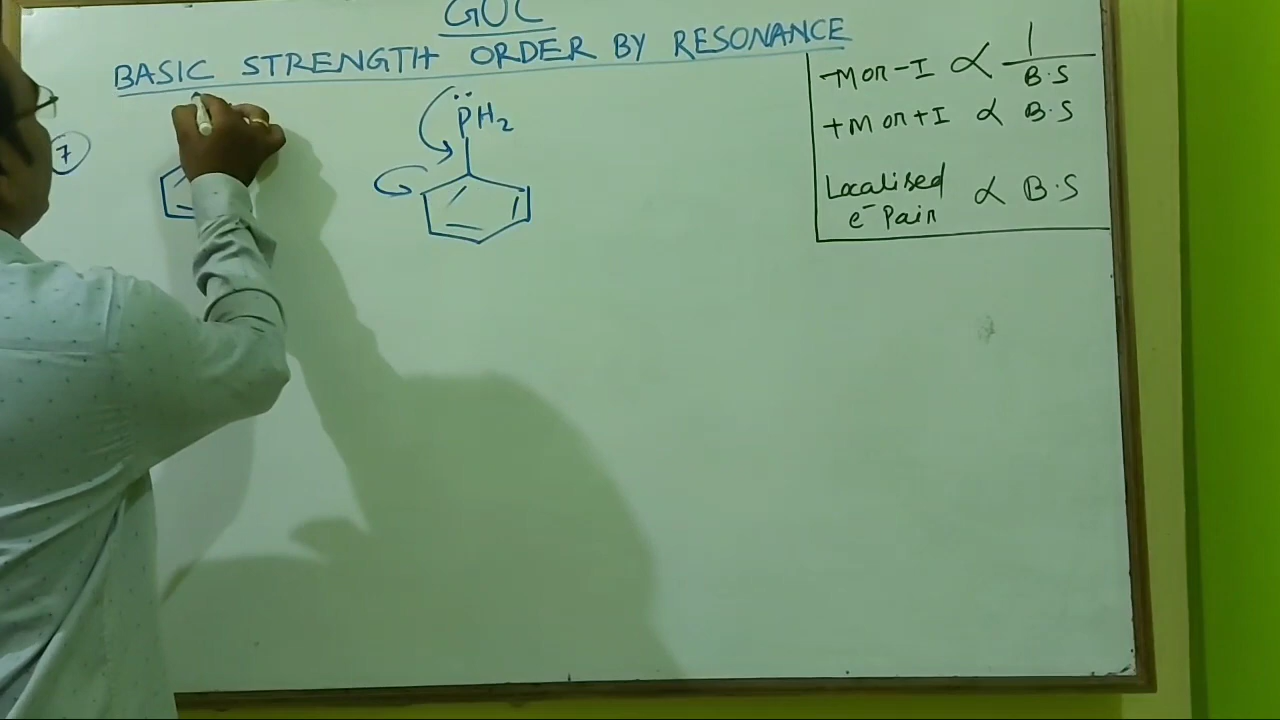 GOC
BASIC STRENGTH ORDER BY RESONANCE
7
PH2
-M or -I ∝ 1/B.S
+M or +I ∝ B.S
Localised e⁻ Pair ∝ B.S